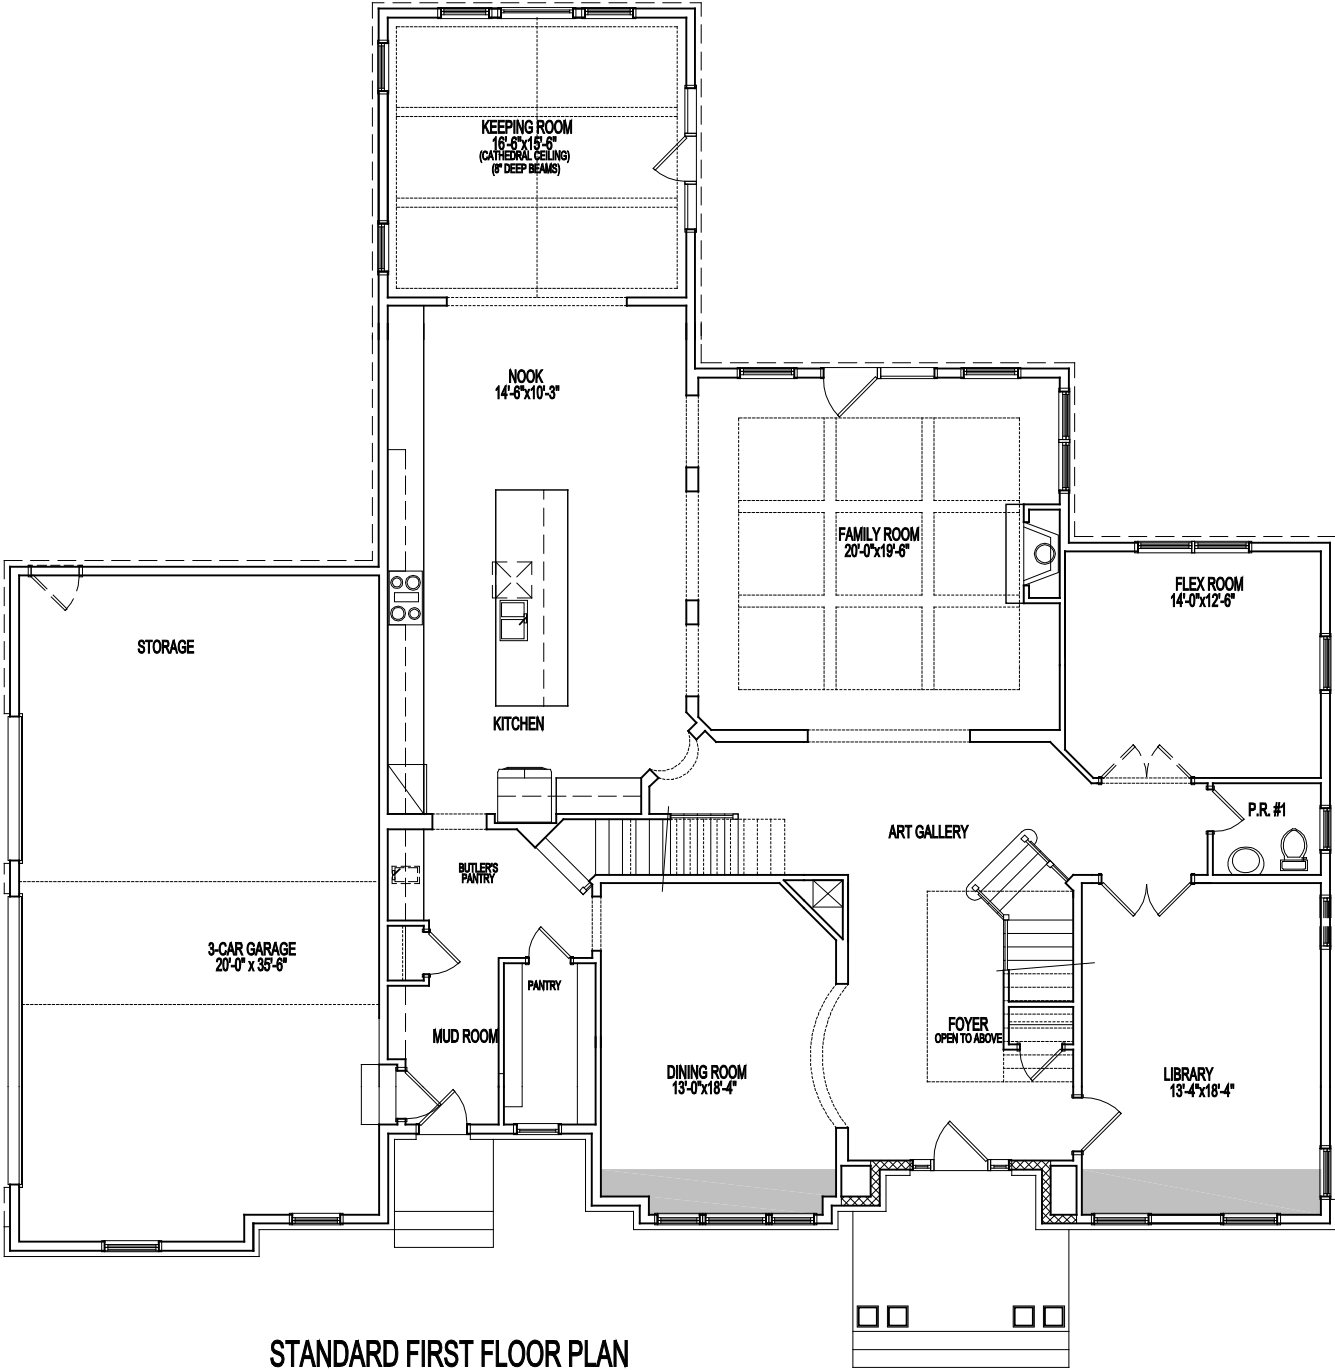 KEEPING ROOM
16'-6"x15'-6"
(CATHEDRAL CEILING)
(8" DEEP BEAMS)
NOOK
14'-6"x10'-3"
FAMILY ROOM
20'-0"x19'-6"
FLEX ROOM
14'-0"x12'-6"
STORAGE
KITCHEN
P.R. #1
ART GALLERY
BUTLER'S
PANTRY
3-CAR GARAGE
20'-0" x 35'-6"
PANTRY
MUD ROOM
FOYER
OPEN TO ABOVE
DINING ROOM
13'-0"x18'-4"
LIBRARY
13'-4"x18'-4"
STANDARD FIRST FLOOR PLAN